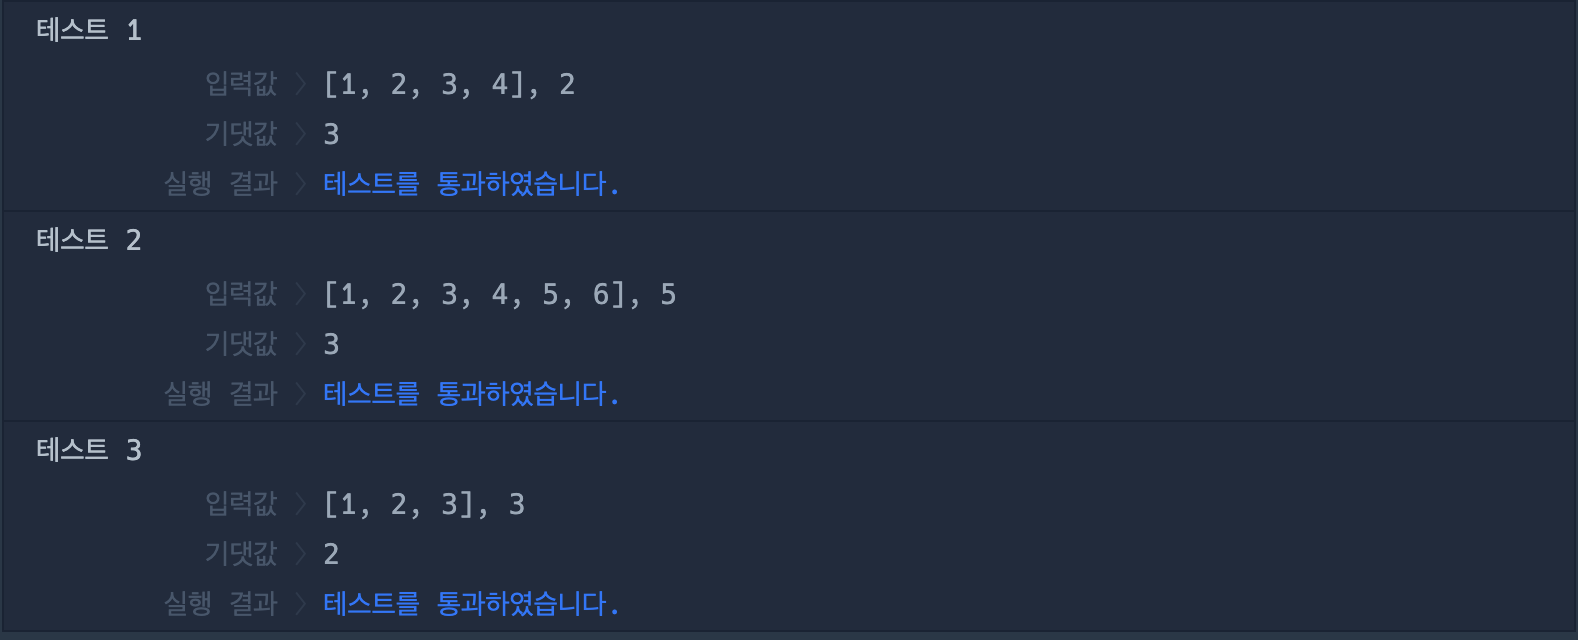 테스트 1
입력값 〉 [1, 2, 3, 4], 2
기댓값 〉 3
실행 결과 〉 테스트를 통과하였습니다.
테스트 2
입력값 〉 [1, 2, 3, 4, 5, 6], 5
기댓값 〉 3
실행 결과 〉 테스트를 통과하였습니다.
테스트 3
입력값 〉 [1, 2, 3], 3
기댓값 〉 2
실행 결과 〉 테스트를 통과하였습니다.